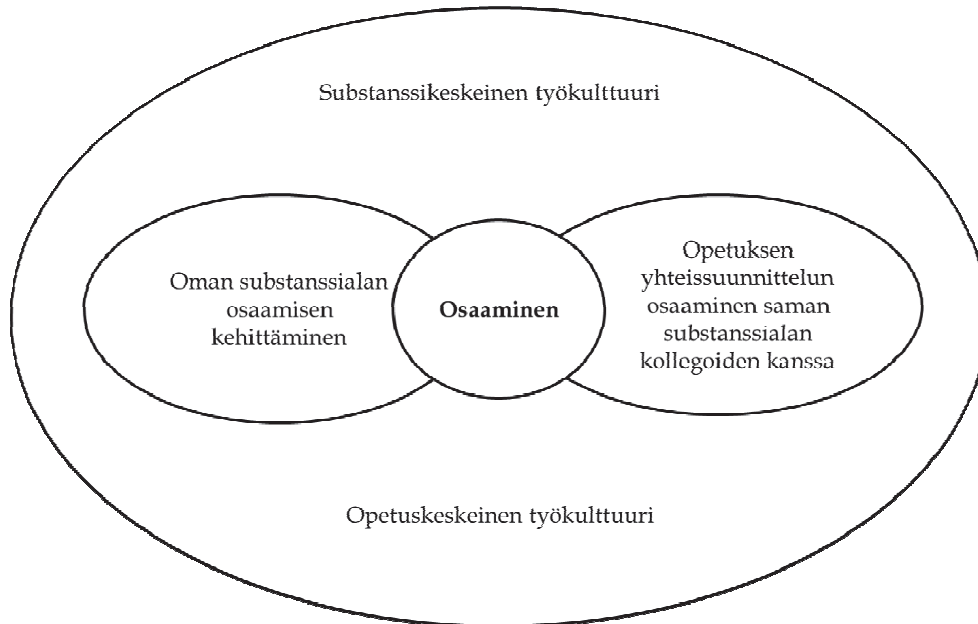 Substanssikeskeinen työkulttuuri
Oman substanssialan
osaamisen
kehittäminen
Osaaminen
Opetuksen
yhteissuunnittelun
osaaminen saman
substanssialan
kollegoiden kanssa
Opetuskeskeinen työkulttuuri